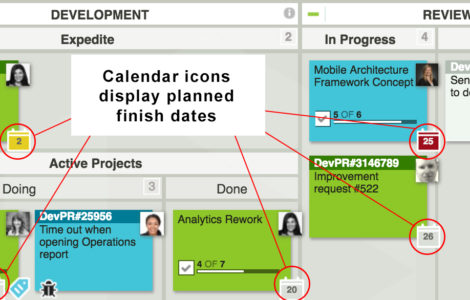 DEVELOPMENT
REVIEW
Expedite 2
In Progress 4
Calendar icons
display planned
finish dates
Mobile Architecture
Framework Concept
5 OF 6
2
25
Sen
to de
DevPR#3146789
Improvement
request #522
26
Active Projects
Doing 3
Done
DevPR#25956
Time out when
opening Operations
report
Analytics Rework
4 OF 7
20